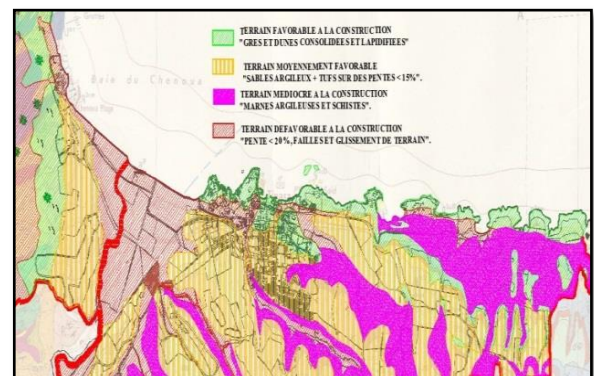 TERRAIN FAVORABLE A LA CONSTRUCTION
"GRES ET DUNES CONSOLIDEES ET LAPIDIFIEES"
TERRAIN MOYENNEMENT FAVORABLE
"SABLES ARGILEUX + TUFS SUR DES PENTES <15%".
TERRAIN MEDIOCRE A LA CONSTRUCTION
"MARNES ARGILEUSES ET SCHISTES".
TERRAIN DEFAVORABLE A LA CONSTRUCTION
"PENTE < 20%, FAILLES ET GLISSEMENT DE TERRAIN".
Baie du Chenoua